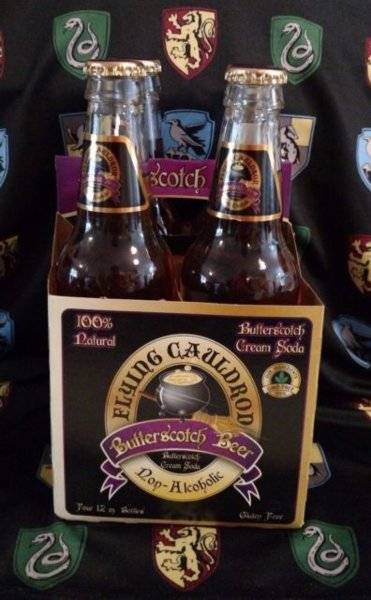 scotch
100%
Natural
Butterscotch
Cream Soda
FLYING CAULDRON
Butterscotch Beer
Butterscotch
Cream Soda
Non-Alcoholic
Four 12 oz Bottles
Gluten Free